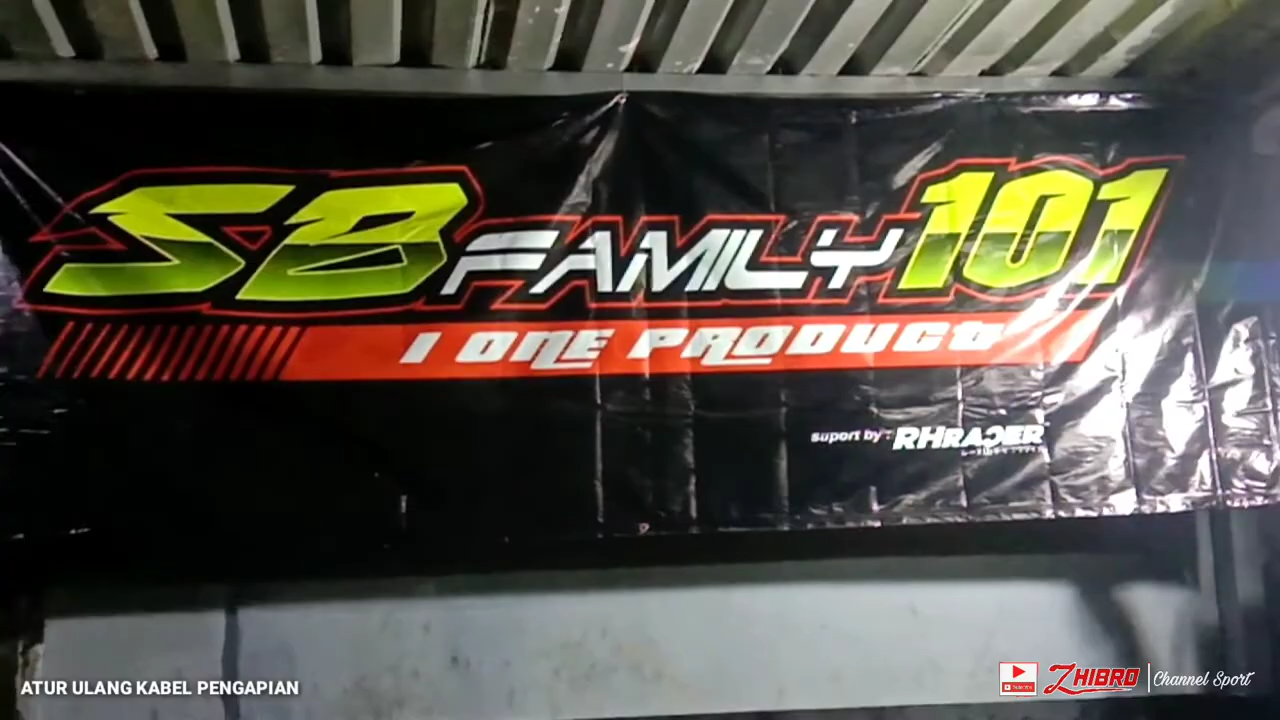 SB FAMILY 101
I ONE PRODUCT
suport by : RHRACER
ATUR ULANG KABEL PENGAPIAN
ZHIBRO Channel Sport